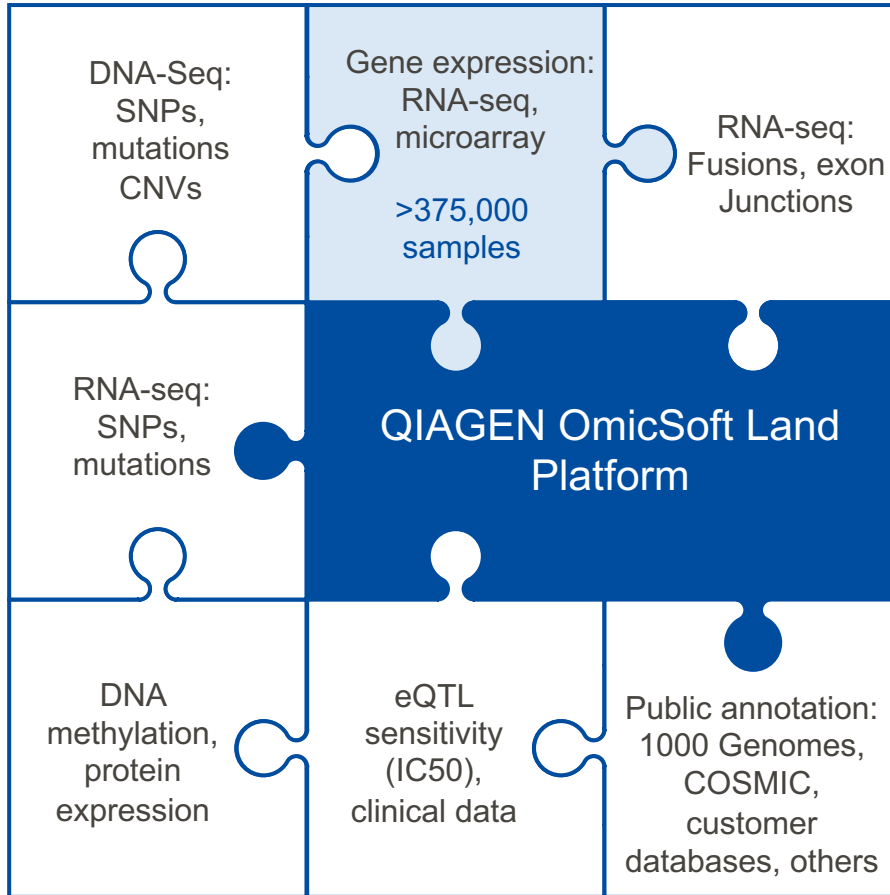 DNA-Seq:
SNPs,
mutations
CNVs
Gene expression:
RNA-seq,
microarray
>375,000
samples
RNA-seq:
Fusions, exon
Junctions
RNA-seq:
SNPs,
mutations
QIAGEN OmicSoft Land
Platform
DNA
methylation,
protein
expression
eQTL
sensitivity
(IC50),
clinical data
Public annotation:
1000 Genomes,
COSMIC,
customer
databases, others